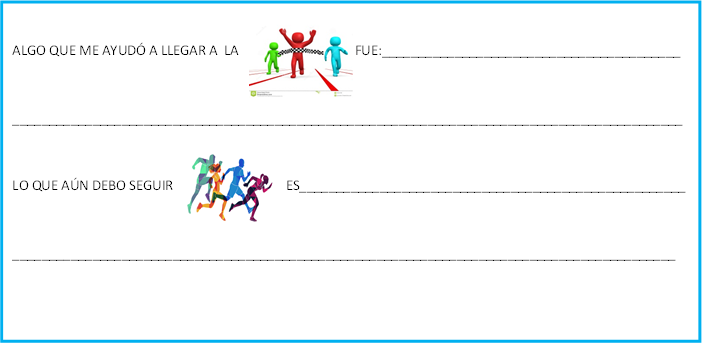 ALGO QUE ME AYUDÓ A LLEGAR A LA FUE:
LO QUE AÚN DEBO SEGUIR ES